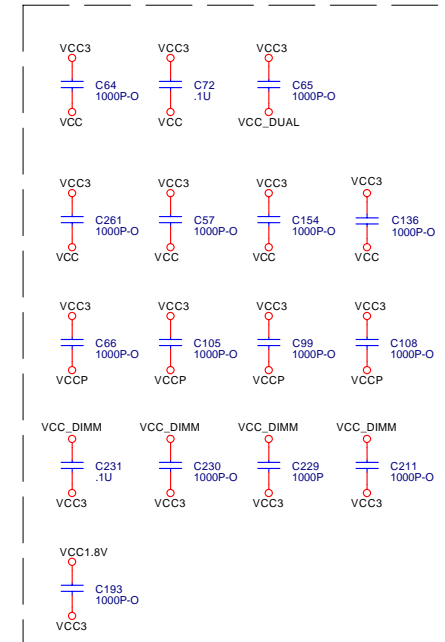 VCC3 VCC3 VCC3
C64 C72 C65
1000P-O .1U 1000P-O
VCC VCC VCC_DUAL
VCC3 VCC3 VCC3 VCC3
C261 C57 C154 C136
1000P-O 1000P-O 1000P-O 1000P-O
VCC VCC VCC VCC
VCC3 VCC3 VCC3 VCC3
C66 C105 C99 C108
1000P-O 1000P-O 1000P-O 1000P-O
VCCP VCCP VCCP VCCP
VCC_DIMM VCC_DIMM VCC_DIMM VCC_DIMM
C231 C230 C229 C211
.1U 1000P-O 1000P 1000P-O
VCC3 VCC3 VCC3 VCC3
VCC1.8V
C193
1000P-O
VCC3